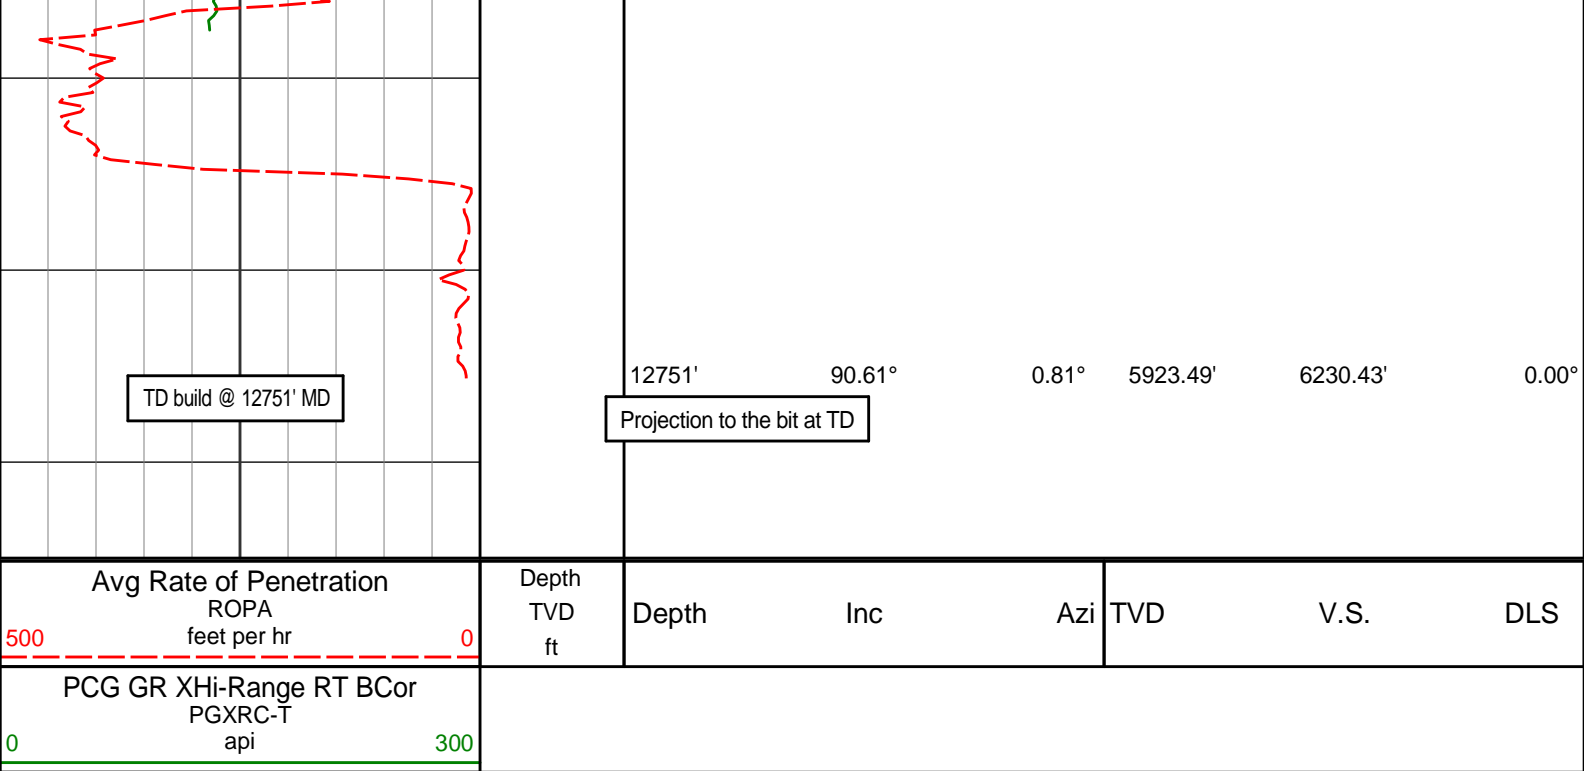 12751' 90.61° 0.81° 5923.49' 6230.43' 0.00°
TD build @ 12751' MD
Projection to the bit at TD
Avg Rate of Penetration
ROPA
500 feet per hr 0
Depth
TVD
ft
Depth Inc Azi TVD V.S. DLS
PCG GR XHi-Range RT BCor
PGXRC-T
0 api 300